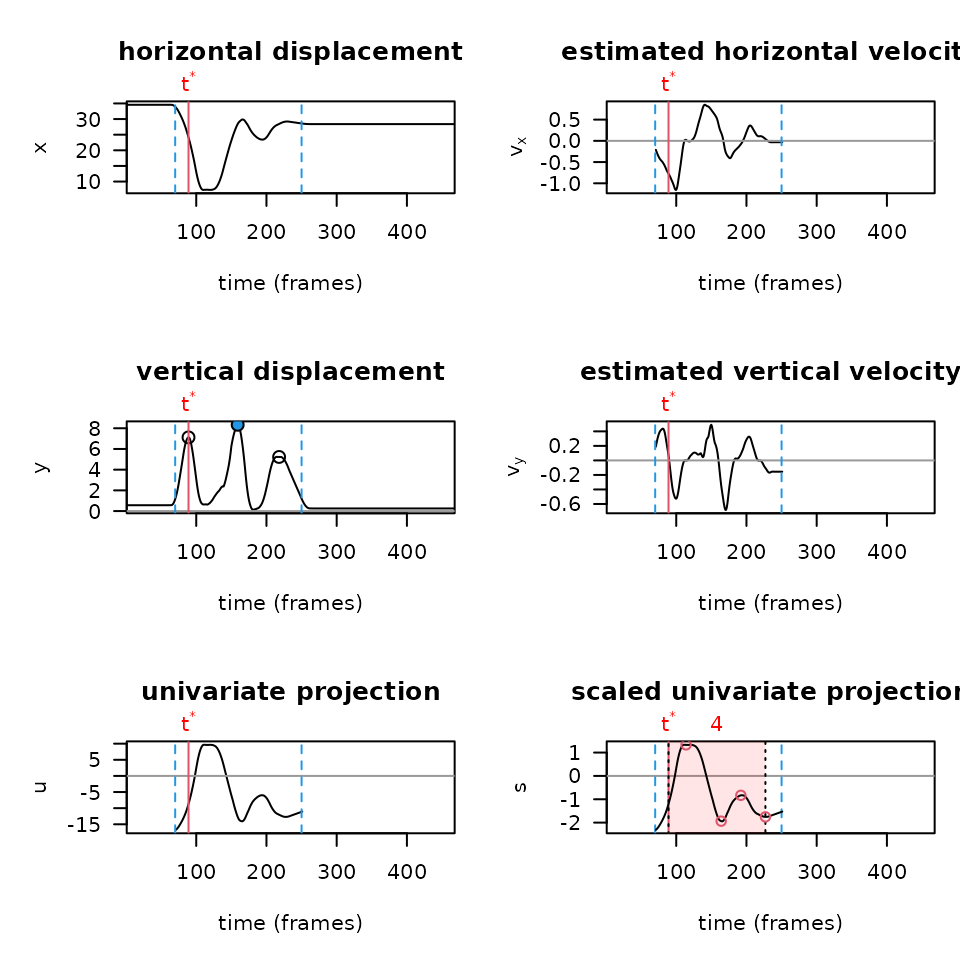 horizontal displacement
t*
x
30
20
10
100 200 300 400
time (frames)
estimated horizontal velocit
t*
vx
0.5
0.0
-0.5
-1.0
100 200 300 400
time (frames)
vertical displacement
t*
y
8
6
4
2
0
100 200 300 400
time (frames)
estimated vertical velocity
t*
vy
0.2
-0.2
-0.6
100 200 300 400
time (frames)
univariate projection
t*
u
5
-5
-15
100 200 300 400
time (frames)
scaled univariate projection
t* 4
s
1
0
-1
-2
100 200 300 400
time (frames)